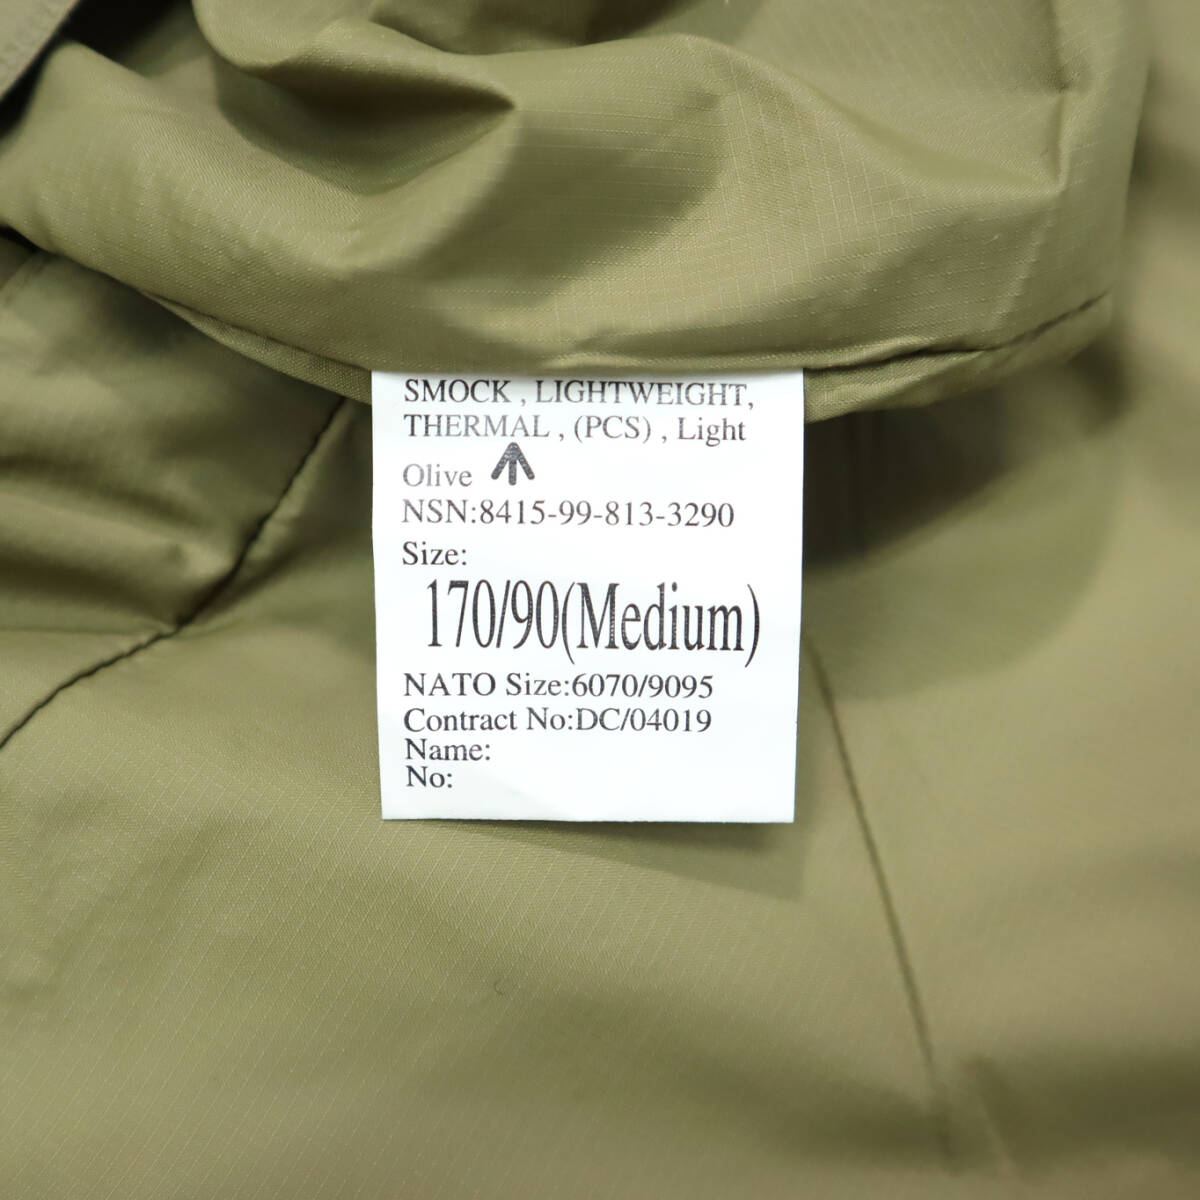 SMOCK , LIGHTWEIGHT,
THERMAL , (PCS) , Light
Olive
NSN:8415-99-813-3290
Size:
170/90(Medium)
NATO Size:6070/9095
Contract No:DC/04019
Name:
No: